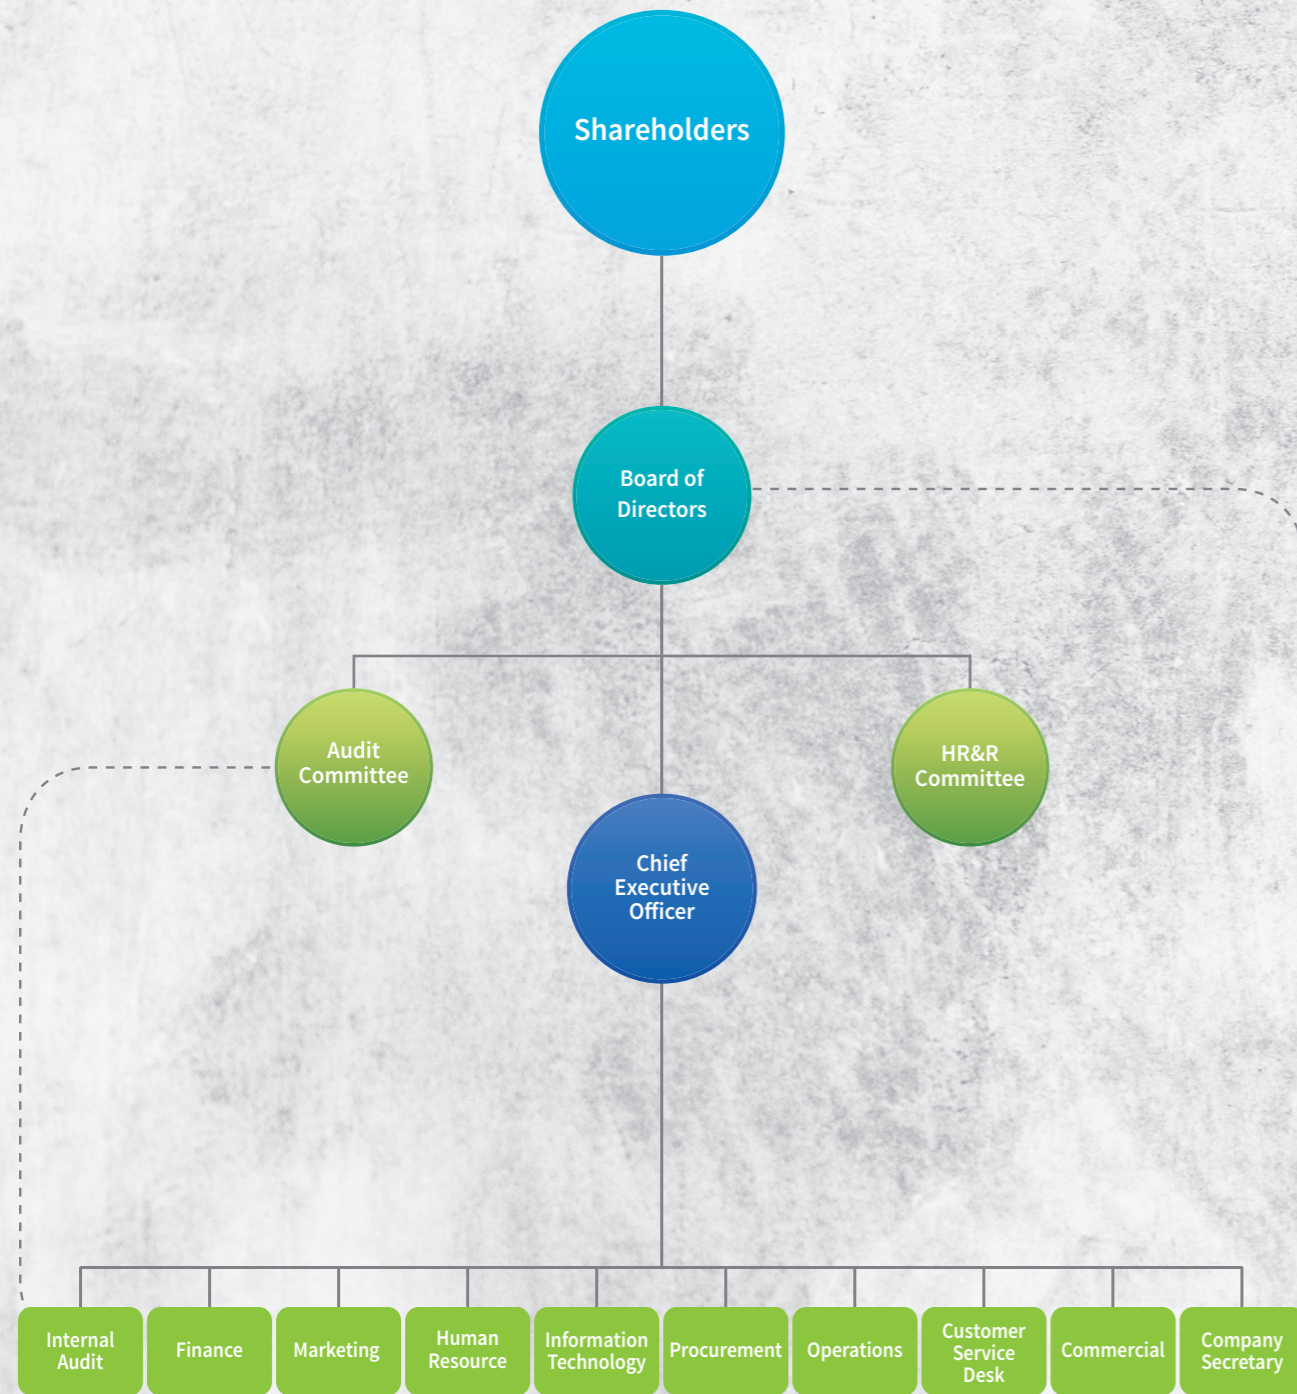 Shareholders
Board of
Directors
Audit
Committee
HR&R
Committee
Chief
Executive
Officer
Internal
Audit
Finance
Marketing
Human
Resource
Information
Technology
Procurement
Operations
Customer
Service
Desk
Commercial
Company
Secretary